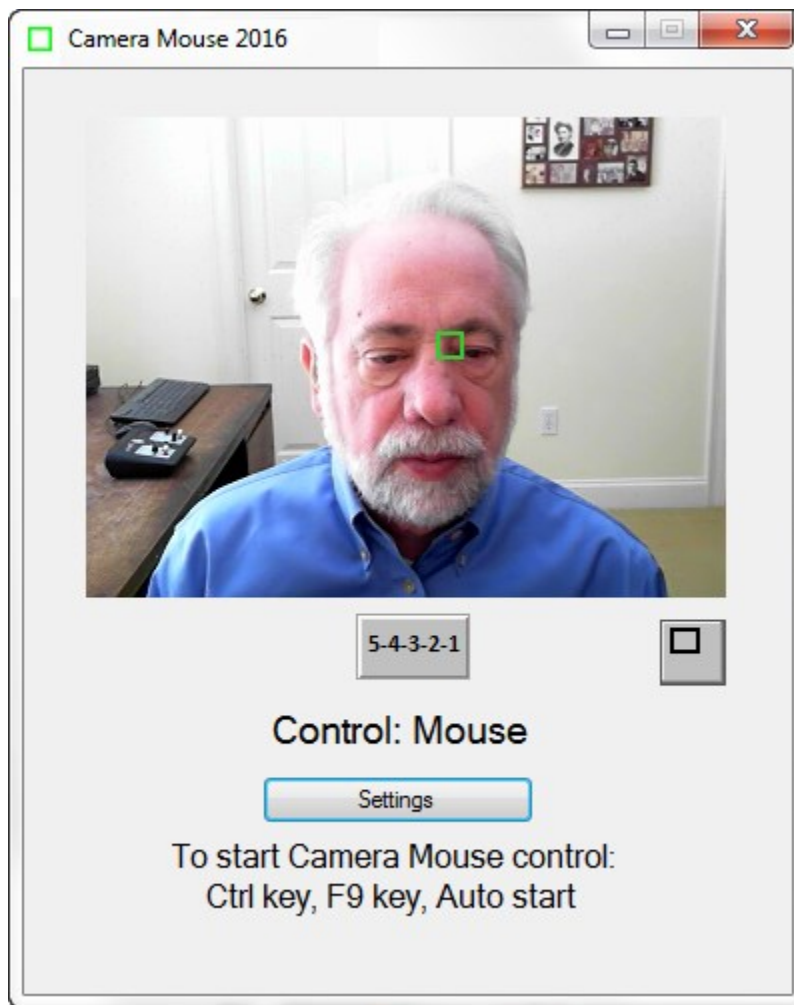 Camera Mouse 2016
5-4-3-2-1
Control: Mouse
Settings
To start Camera Mouse control:
Ctrl key, F9 key, Auto start